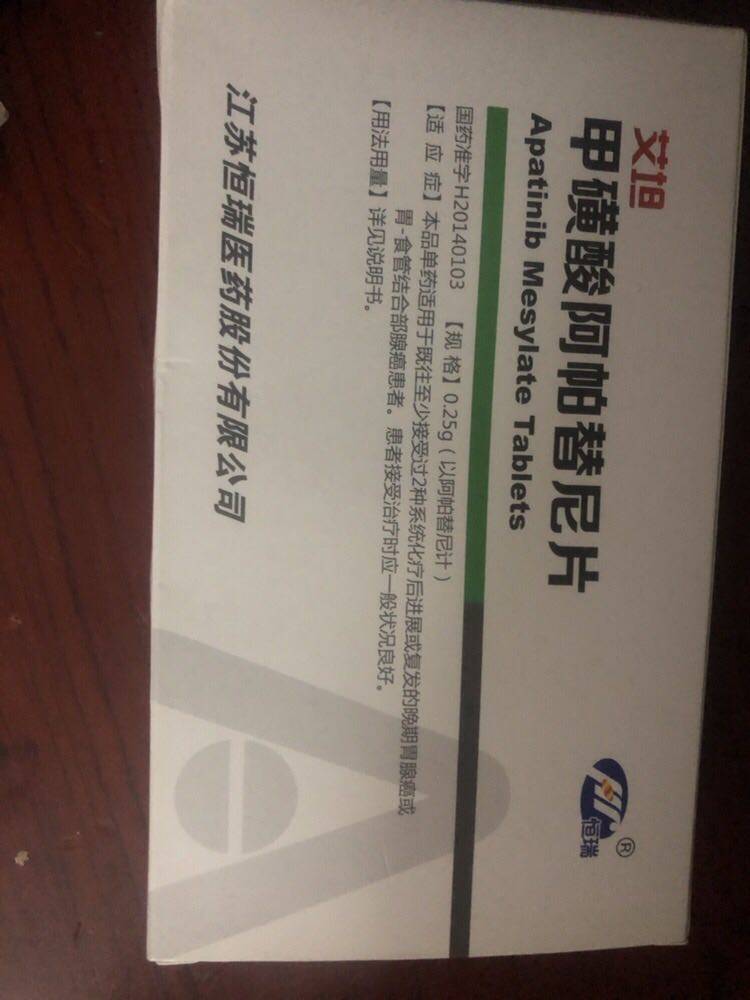 艾坦
甲磺酸阿帕替尼片
Apatinib Mesylate Tablets
恒瑞
®
国药准字H20140103 【规 格】0.25g（以阿帕替尼计）
【适 应 症】本品单药适用于既往至少接受过2种系统化疗后进展或复发的晚期胃腺癌或
胃-食管结合部腺癌患者。患者接受治疗时应一般状况良好。
【用法用量】详见说明书。
江苏恒瑞医药股份有限公司